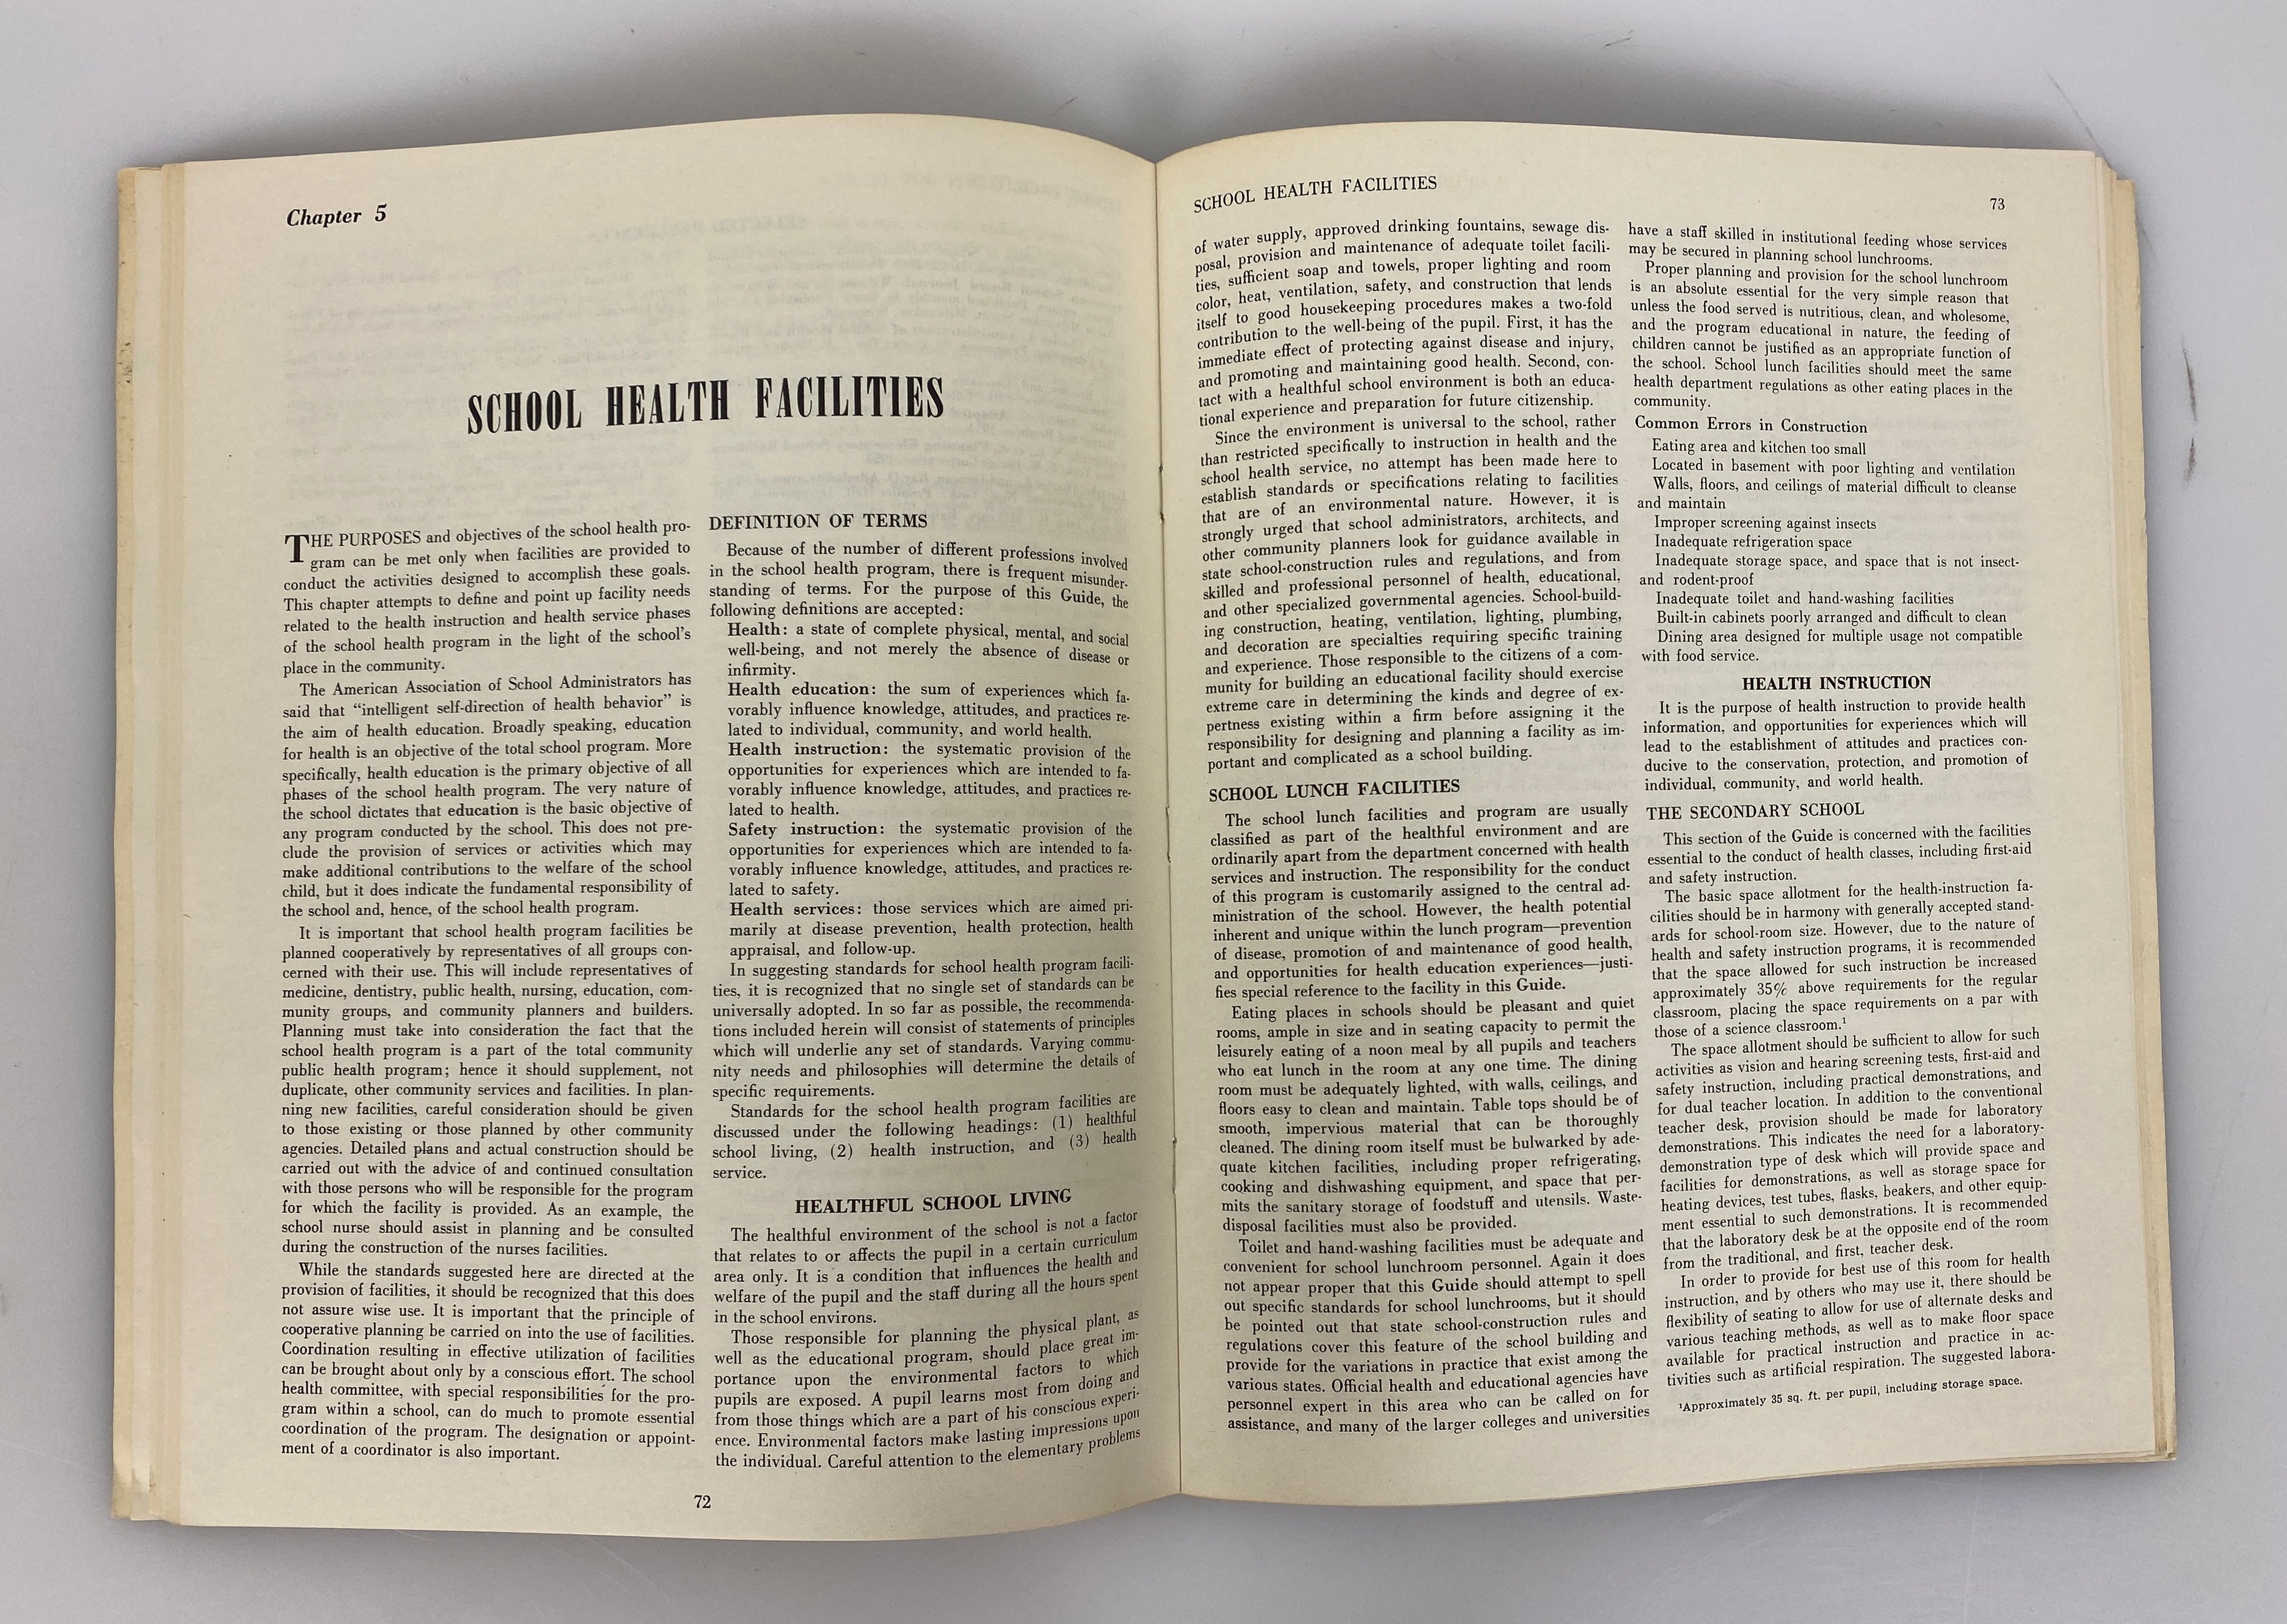 Chapter 5
SCHOOL HEALTH FACILITIES
THE PURPOSES and objectives of the school health pro-
gram can be met only when facilities are provided to
conduct the activities designed to accomplish these goals.
This chapter attempts to define and point up facility needs
related to the health instruction and health service phases
of the school health program in the light of the school's
place in the community.
The American Association of School Administrators has
said that "intelligent self-direction of health behavior" is
the aim of health education. Broadly speaking, education
for health is an objective of the total school program. More
specifically, health education is the primary objective of all
phases of the school health program. The very nature of
the school dictates that education is the basic objective of
any program conducted by the school. This does not pre-
clude the provision of services or activities which may
make additional contributions to the welfare of the school
child, but it does indicate the fundamental responsibility of
the school and, hence, of the school health program.
It is important that school health program facilities be
planned cooperatively by representatives of all groups con-
cerned with their use. This will include representatives of
medicine, dentistry, public health, nursing, education, com-
munity groups, and community planners and builders.
Planning must take into consideration the fact that the
school health program is a part of the total community
public health program; hence it should supplement, not
duplicate, other community services and facilities. In plan-
ning new facilities, careful consideration should be given
to those existing or those planned by other community
agencies. Detailed plans and actual construction should be
carried out with the advice of and continued consultation
with those persons who will be responsible for the program
for which the facility is provided. As an example, the
school nurse should assist in planning and be consulted
during the construction of the nurses facilities.
While the standards suggested here are directed at the
provision of facilities, it should be recognized that this does
not assure wise use. It is important that the principle of
cooperative planning be carried on into the use of facilities.
Coordination resulting in effective utilization of facilities
can be brought about only by a conscious effort. The school
health committee, with special responsibilities for the pro-
gram within a school, can do much to promote essential
coordination of the program. The designation or appoint-
ment of a coordinator is also important.
DEFINITION OF TERMS
Because of the number of different professions involved
in the school health program, there is frequent misunder-
standing of terms. For the purpose of this Guide, the
following definitions are accepted:
Health: a state of complete physical, mental, and social
well-being, and not merely the absence of disease or
infirmity.
Health education: the sum of experiences which fa-
vorably influence knowledge, attitudes, and practices re-
lated to individual, community, and world health.
Health instruction: the systematic provision of the
opportunities for experiences which are intended to fa-
vorably influence knowledge, attitudes, and practices re-
lated to health.
Safety instruction: the systematic provision of the
opportunities for experiences which are intended to fa-
vorably influence knowledge, attitudes, and practices re-
lated to safety.
Health services: those services which are aimed pri-
marily at disease prevention, health protection, health
appraisal, and follow-up.
In suggesting standards for school health program facili-
ties, it is recognized that no single set of standards can be
universally adopted. In so far as possible, the recommenda-
tions included herein will consist of statements of principles
which will underlie any set of standards. Varying commu-
nity needs and philosophies will determine the details of
specific requirements.
Standards for the school health program facilities are
discussed under the following headings: (1) healthful
school living, (2) health instruction, and (3) health
service.
HEALTHFUL SCHOOL LIVING
The healthful environment of the school is not a factor
that relates to or affects the pupil in a certain curriculum
area only. It is a condition that influences the health and
welfare of the pupil and the staff during all the hours spent
in the school environs.
Those responsible for planning the physical plant, as
well as the educational program, should place great im-
portance upon the environmental factors to which
pupils are exposed. A pupil learns most from doing and
from those things which are a part of his conscious experi-
ence. Environmental factors make lasting impressions upon
the individual. Careful attention to the elementary problems
72
SCHOOL HEALTH FACILITIES
73
of water supply, approved drinking fountains, sewage dis-
posal, provision and maintenance of adequate toilet facili-
ties, sufficient soap and towels, proper lighting and room
color, heat, ventilation, safety, and construction that lends
itself to good housekeeping procedures makes a two-fold
contribution to the well-being of the pupil. First, it has the
immediate effect of protecting against disease and injury,
and promoting and maintaining good health. Second, con-
tact with a healthful school environment is both an educa-
tional experience and preparation for future citizenship.
Since the environment is universal to the school, rather
than restricted specifically to instruction in health and the
school health service, no attempt has been made here to
establish standards or specifications relating to facilities
that are of an environmental nature. However, it is
strongly urged that school administrators, architects, and
other community planners look for guidance available in
state school-construction rules and regulations, and from
skilled and professional personnel of health, educational,
and other specialized governmental agencies. School-build-
ing construction, heating, ventilation, lighting, plumbing,
and decoration are specialties requiring specific training
and experience. Those responsible to the citizens of a com-
munity for building an educational facility should exercise
extreme care in determining the kinds and degree of ex-
pertness existing within a firm before assigning it the
responsibility for designing and planning a facility as im-
portant and complicated as a school building.
SCHOOL LUNCH FACILITIES
The school lunch facilities and program are usually
classified as part of the healthful environment and are
ordinarily apart from the department concerned with health
services and instruction. The responsibility for the conduct
of this program is customarily assigned to the central ad-
ministration of the school. However, the health potential
inherent and unique within the lunch program—prevention
of disease, promotion of and maintenance of good health,
and opportunities for health education experiences—justi-
fies special reference to the facility in this Guide.
Eating places in schools should be pleasant and quiet
rooms, ample in size and in seating capacity to permit the
leisurely eating of a noon meal by all pupils and teachers
who eat lunch in the room at any one time. The dining
room must be adequately lighted, with walls, ceilings, and
floors easy to clean and maintain. Table tops should be of
smooth, impervious material that can be thoroughly
cleaned. The dining room itself must be bulwarked by ade-
quate kitchen facilities, including proper refrigerating,
cooking and dishwashing equipment, and space that per-
mits the sanitary storage of foodstuff and utensils. Waste-
disposal facilities must also be provided.
Toilet and hand-washing facilities must be adequate and
convenient for school lunchroom personnel. Again it does
not appear proper that this Guide should attempt to spell
out specific standards for school lunchrooms, but it should
be pointed out that state school-construction rules and
regulations cover this feature of the school building and
provide for the variations in practice that exist among the
various states. Official health and educational agencies have
personnel expert in this area who can be called on for
assistance, and many of the larger colleges and universities
have a staff skilled in institutional feeding whose services
may be secured in planning school lunchrooms.
Proper planning and provision for the school lunchroom
is an absolute essential for the very simple reason that
unless the food served is nutritious, clean, and wholesome,
and the program educational in nature, the feeding of
children cannot be justified as an appropriate function of
the school. School lunch facilities should meet the same
health department regulations as other eating places in the
community.
Common Errors in Construction
Eating area and kitchen too small
Located in basement with poor lighting and ventilation
Walls, floors, and ceilings of material difficult to cleanse
and maintain
Improper screening against insects
Inadequate refrigeration space
Inadequate storage space, and space that is not insect-
and rodent-proof
Inadequate toilet and hand-washing facilities
Built-in cabinets poorly arranged and difficult to clean
Dining area designed for multiple usage not compatible
with food service.
HEALTH INSTRUCTION
It is the purpose of health instruction to provide health
information, and opportunities for experiences which will
lead to the establishment of attitudes and practices con-
ducive to the conservation, protection, and promotion of
individual, community, and world health.
THE SECONDARY SCHOOL
This section of the Guide is concerned with the facilities
essential to the conduct of health classes, including first-aid
and safety instruction.
The basic space allotment for the health-instruction fa-
cilities should be in harmony with generally accepted stand-
ards for school-room size. However, due to the nature of
health and safety instruction programs, it is recommended
that the space allowed for such instruction be increased
approximately 35% above requirements for the regular
classroom, placing the space requirements on a par with
those of a science classroom.¹
The space allotment should be sufficient to allow for such
activities as vision and hearing screening tests, first-aid and
safety instruction, including practical demonstrations, and
for dual teacher location. In addition to the conventional
teacher desk, provision should be made for laboratory
demonstrations. This indicates the need for a laboratory-
demonstration type of desk which will provide space and
facilities for demonstrations, as well as storage space for
heating devices, test tubes, flasks, beakers, and other equip-
ment essential to such demonstrations. It is recommended
that the laboratory desk be at the opposite end of the room
from the traditional, and first, teacher desk.
In order to provide for best use of this room for health
instruction, and by others who may use it, there should be
flexibility of seating to allow for use of alternate desks and
various teaching methods, as well as to make floor space
available for practical instruction and practice in ac-
tivities such as artificial respiration. The suggested labora-
¹Approximately 35 sq. ft. per pupil, including storage space.